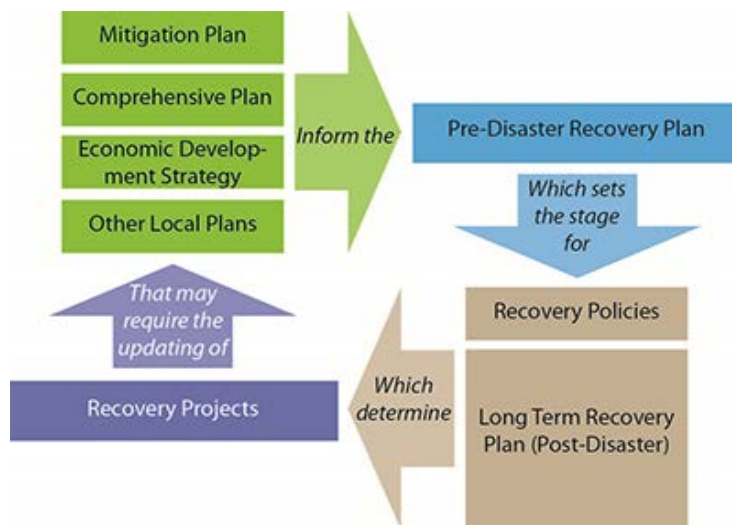 Mitigation Plan
Comprehensive Plan
Economic Develop-
ment Strategy
Other Local Plans
Inform the
Pre-Disaster Recovery Plan
Which sets
the stage
for
Recovery Policies
Long Term Recovery
Plan (Post-Disaster)
Which
determine
Recovery Projects
That may
require the
updating of